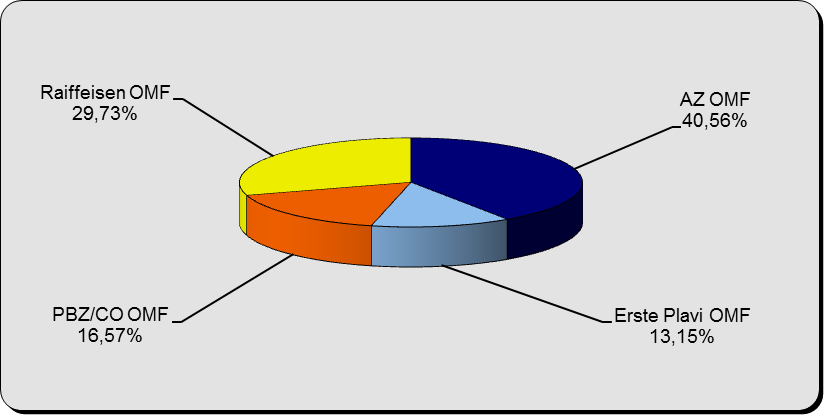 Raiffeisen OMF
29,73%
AZ OMF
40,56%
PBZ/CO OMF
16,57%
Erste Plavi OMF
13,15%